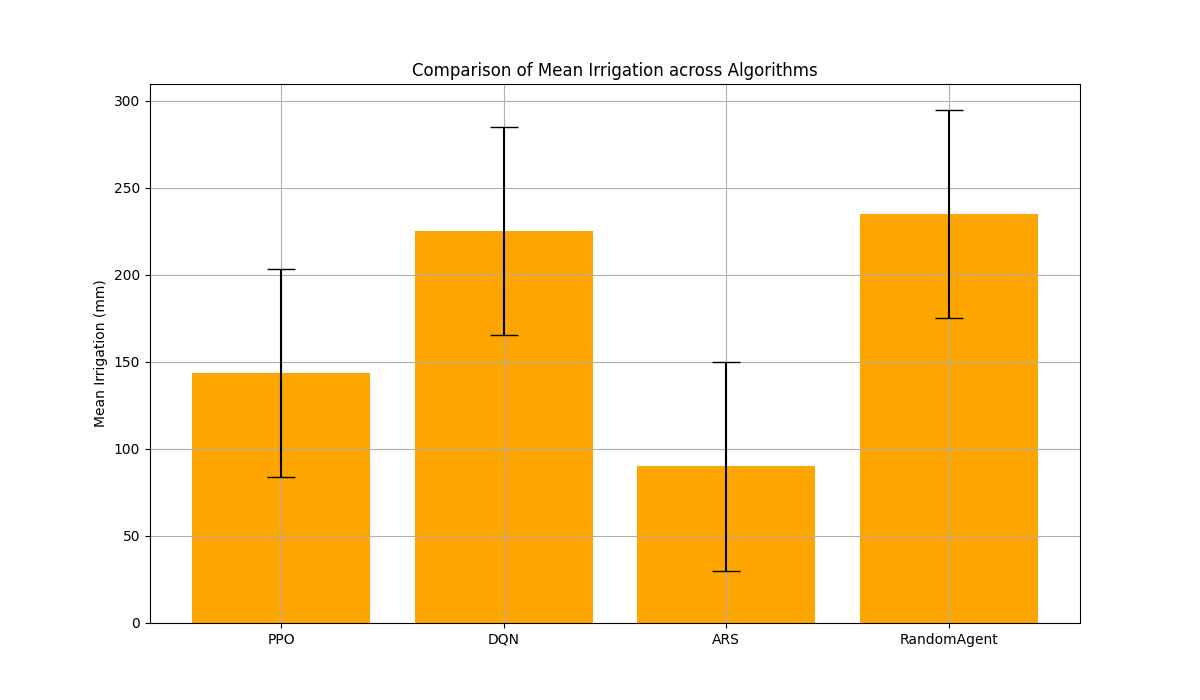 Comparison of Mean Irrigation across Algorithms
Mean Irrigation (mm)
300
250
200
150
100
50
0
PPO DQN ARS RandomAgent